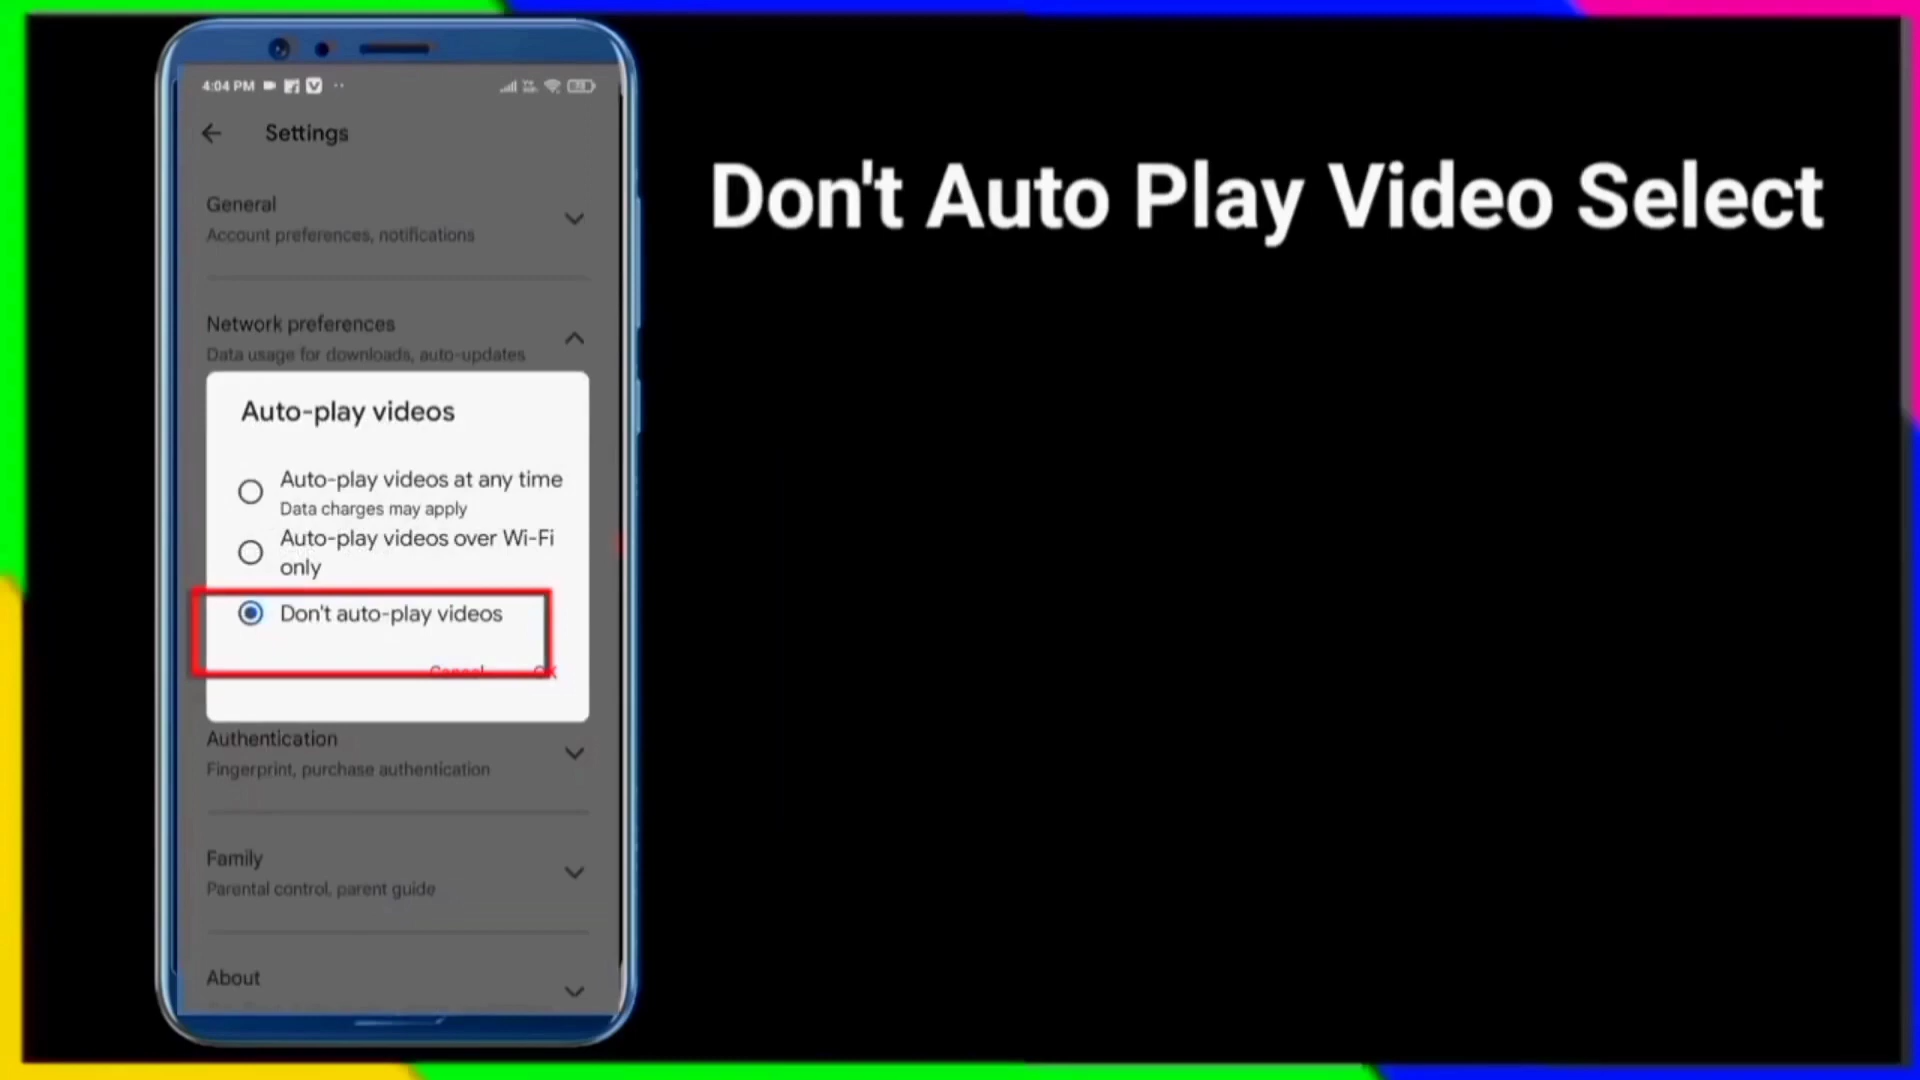 4:04 PM
Settings
Don't Auto Play Video Select
General
Account preferences, notifications
Network preferences
Data usage for downloads, auto-updates
Auto-play videos
Auto-play videos at any time
Data charges may apply
Auto-play videos over Wi-Fi
only
Don't auto-play videos
Cancel OK
Authentication
Fingerprint, purchase authentication
Family
Parental control, parent guide
About